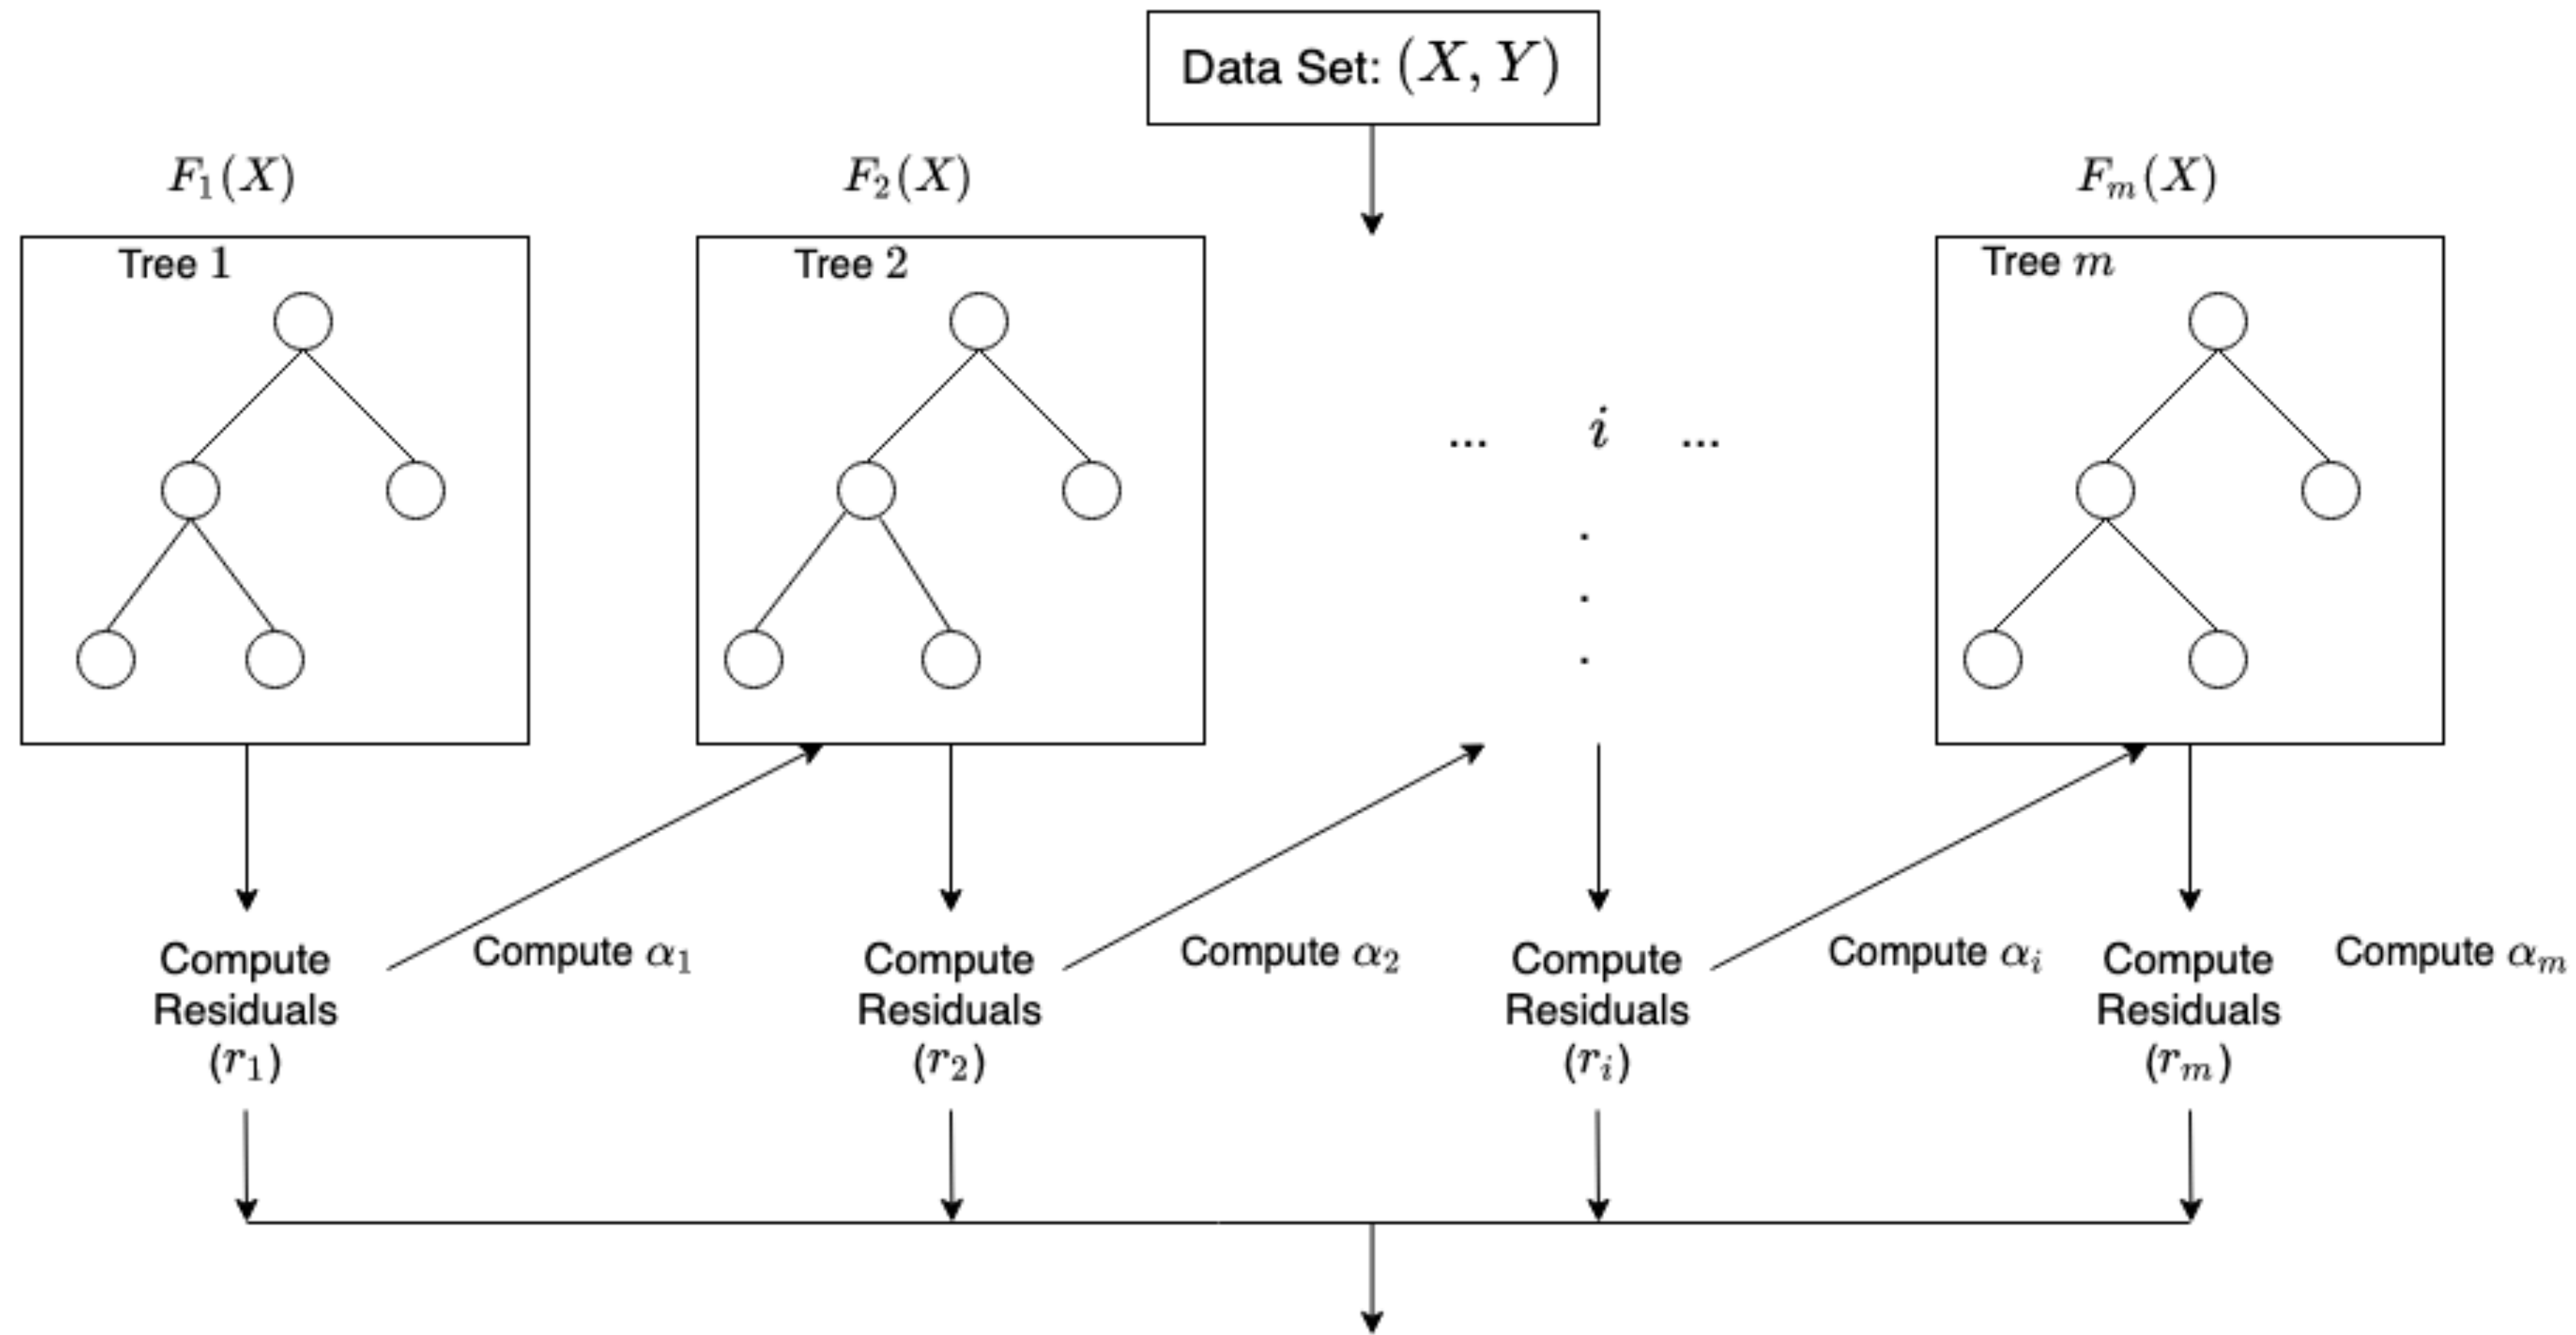 Data Set: (X, Y)
F₁(X)
F₂(X)
Fₘ(X)
Tree 1
Tree 2
Tree m
... i ...
.
.
.
Compute
Residuals
(r₁)
Compute α₁
Compute
Residuals
(r₂)
Compute α₂
Compute
Residuals
(rᵢ)
Compute αᵢ
Compute
Residuals
(rₘ)
Compute αₘ